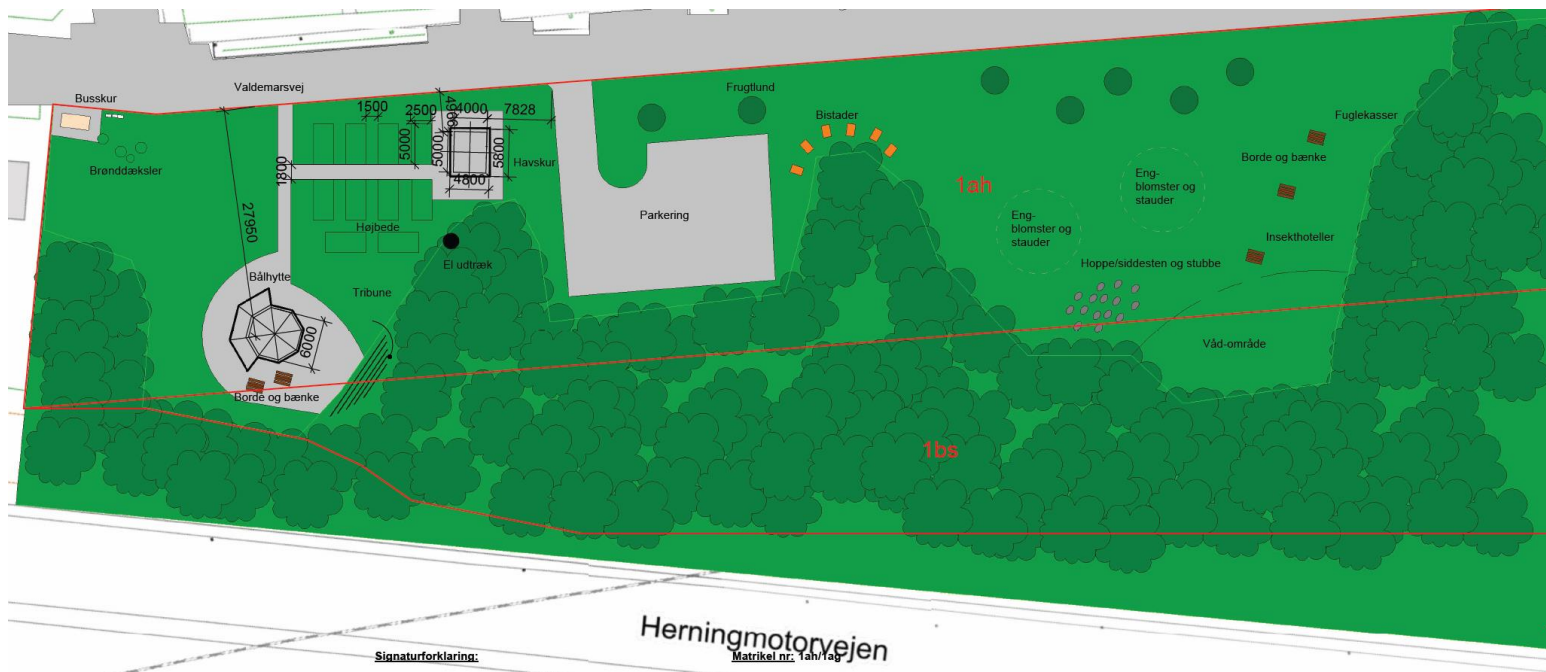 Valdemarsvej
Busskur
Brønddæksler
1500
2500
4000
7828
5000
5000
5800
4800
1800
27950
Havskur
Højbede
El udtræk
Bålhytte
Tribune
6000
Borde og bænke
Frugtlund
Parkering
Bistader
1ah
Fuglekasser
Borde og bænke
Eng-
blomster og
stauder
Eng-
blomster og
stauder
Insekthoteller
Hoppe/siddesten og stubbe
Våd-område
1bs
Herningmotorvejen
Signaturforklaring:
Matrikel nr: 1ah/1ag